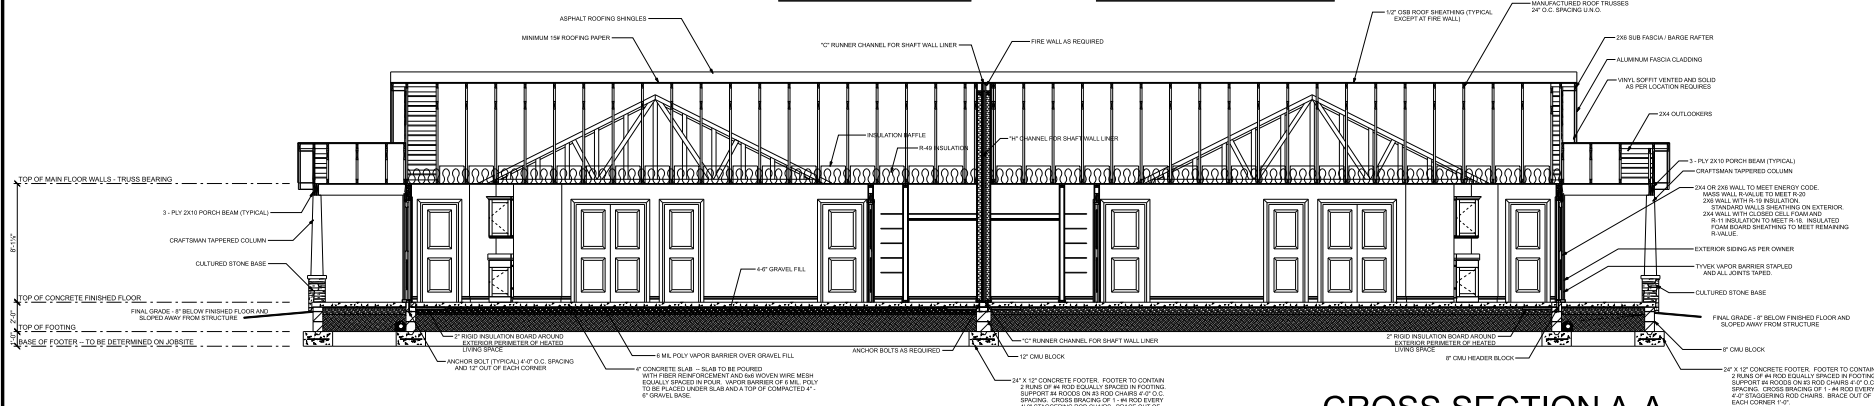 MANUFACTURED ROOF TRUSSES
24" O.C. SPACING U.N.O.
1/2" OSB ROOF SHEATHING (TYPICAL
EXCEPT AT FIRE WALL)
ASPHALT ROOFING SHINGLES
MINIMUM 15# ROOFING PAPER
"C" RUNNER CHANNEL FOR SHAFT WALL LINER
FIRE WALL AS REQUIRED
2X6 SUB FASCIA / BARGE RAFTER
ALUMINUM FASCIA CLADDING
VINYL SOFFIT VENTED AND SOLID
AS PER LOCATION REQUIRES
2X4 OUTLOOKERS
INSULATION BAFFLE
R-49 INSULATION
"H" CHANNEL FOR SHAFT WALL LINER
TOP OF MAIN FLOOR WALLS - TRUSS BEARING
3 - PLY 2X10 PORCH BEAM (TYPICAL)
CRAFTSMAN TAPPERED COLUMN
CULTURED STONE BASE
8'-1⅛"
TOP OF CONCRETE FINISHED FLOOR
2'-0"
FINAL GRADE - 8" BELOW FINISHED FLOOR AND
SLOPED AWAY FROM STRUCTURE
TOP OF FOOTING
1'-0"
BASE OF FOOTER -- TO BE DETERMINED ON JOBSITE
4-6" GRAVEL FILL
3 - PLY 2X10 PORCH BEAM (TYPICAL)
CRAFTSMAN TAPPERED COLUMN
2X4 OR 2X6 WALL TO MEET ENERGY CODE.
MASS WALL R-VALUE TO MEET R-20.
2X6 WALL WITH R-19 INSULATION.
STANDARD WALLS SHEATHING ON EXTERIOR.
2X4 WALL WITH CLOSED CELL FOAM AND
R-11 INSULATION TO MEET R-18. INSULATED
FOAM BOARD SHEATHING TO MEET REMAINING
R-VALUE.
EXTERIOR SIDING AS PER OWNER
TYVEK VAPOR BARRIER STAPLED
AND ALL JOINTS TAPED.
CULTURED STONE BASE
FINAL GRADE - 8" BELOW FINISHED FLOOR AND
SLOPED AWAY FROM STRUCTURE
2" RIGID INSULATION BOARD AROUND
EXTERIOR PERIMETER OF HEATED
LIVING SPACE
ANCHOR BOLT (TYPICAL) 4'-0" O.C. SPACING
AND 12" OUT OF EACH CORNER
6 MIL POLY VAPOR BARRIER OVER GRAVEL FILL
4" CONCRETE SLAB -- SLAB TO BE POURED
WITH FIBER REINFORCEMENT AND 6x6 WOVEN WIRE MESH
EQUALLY SPACED IN POUR. VAPOR BARRIER OF 6 MIL. POLY
TO BE PLACED UNDER SLAB AND A TOP OF COMPACTED 4" -
6" GRAVEL BASE.
ANCHOR BOLTS AS REQUIRED
"C" RUNNER CHANNEL FOR SHAFT WALL LINER
12" CMU BLOCK
24" X 12" CONCRETE FOOTER. FOOTER TO CONTAIN
2 RUNS OF #4 ROD EQUALLY SPACED IN FOOTING.
SUPPORT #4 ROODS ON #3 ROD CHAIRS 4'-0" O.C.
SPACING. CROSS BRACING OF 1 - #4 ROD EVERY
2" RIGID INSULATION BOARD AROUND
EXTERIOR PERIMETER OF HEATED
LIVING SPACE
8" CMU HEADER BLOCK
8" CMU BLOCK
24" X 12" CONCRETE FOOTER. FOOTER TO CONTAIN
2 RUNS OF #4 ROD EQUALLY SPACED IN FOOTING
SUPPORT #4 RODS ON #3 ROD CHAIRS 4'-0" O.C
SPACING. CROSS BRACING OF 1 - #4 ROD EVERY
4'-0" STAGGERING ROD CHAIRS. BRACE OUT OF
EACH CORNER 1'-0".
CROSS SECTION A-A